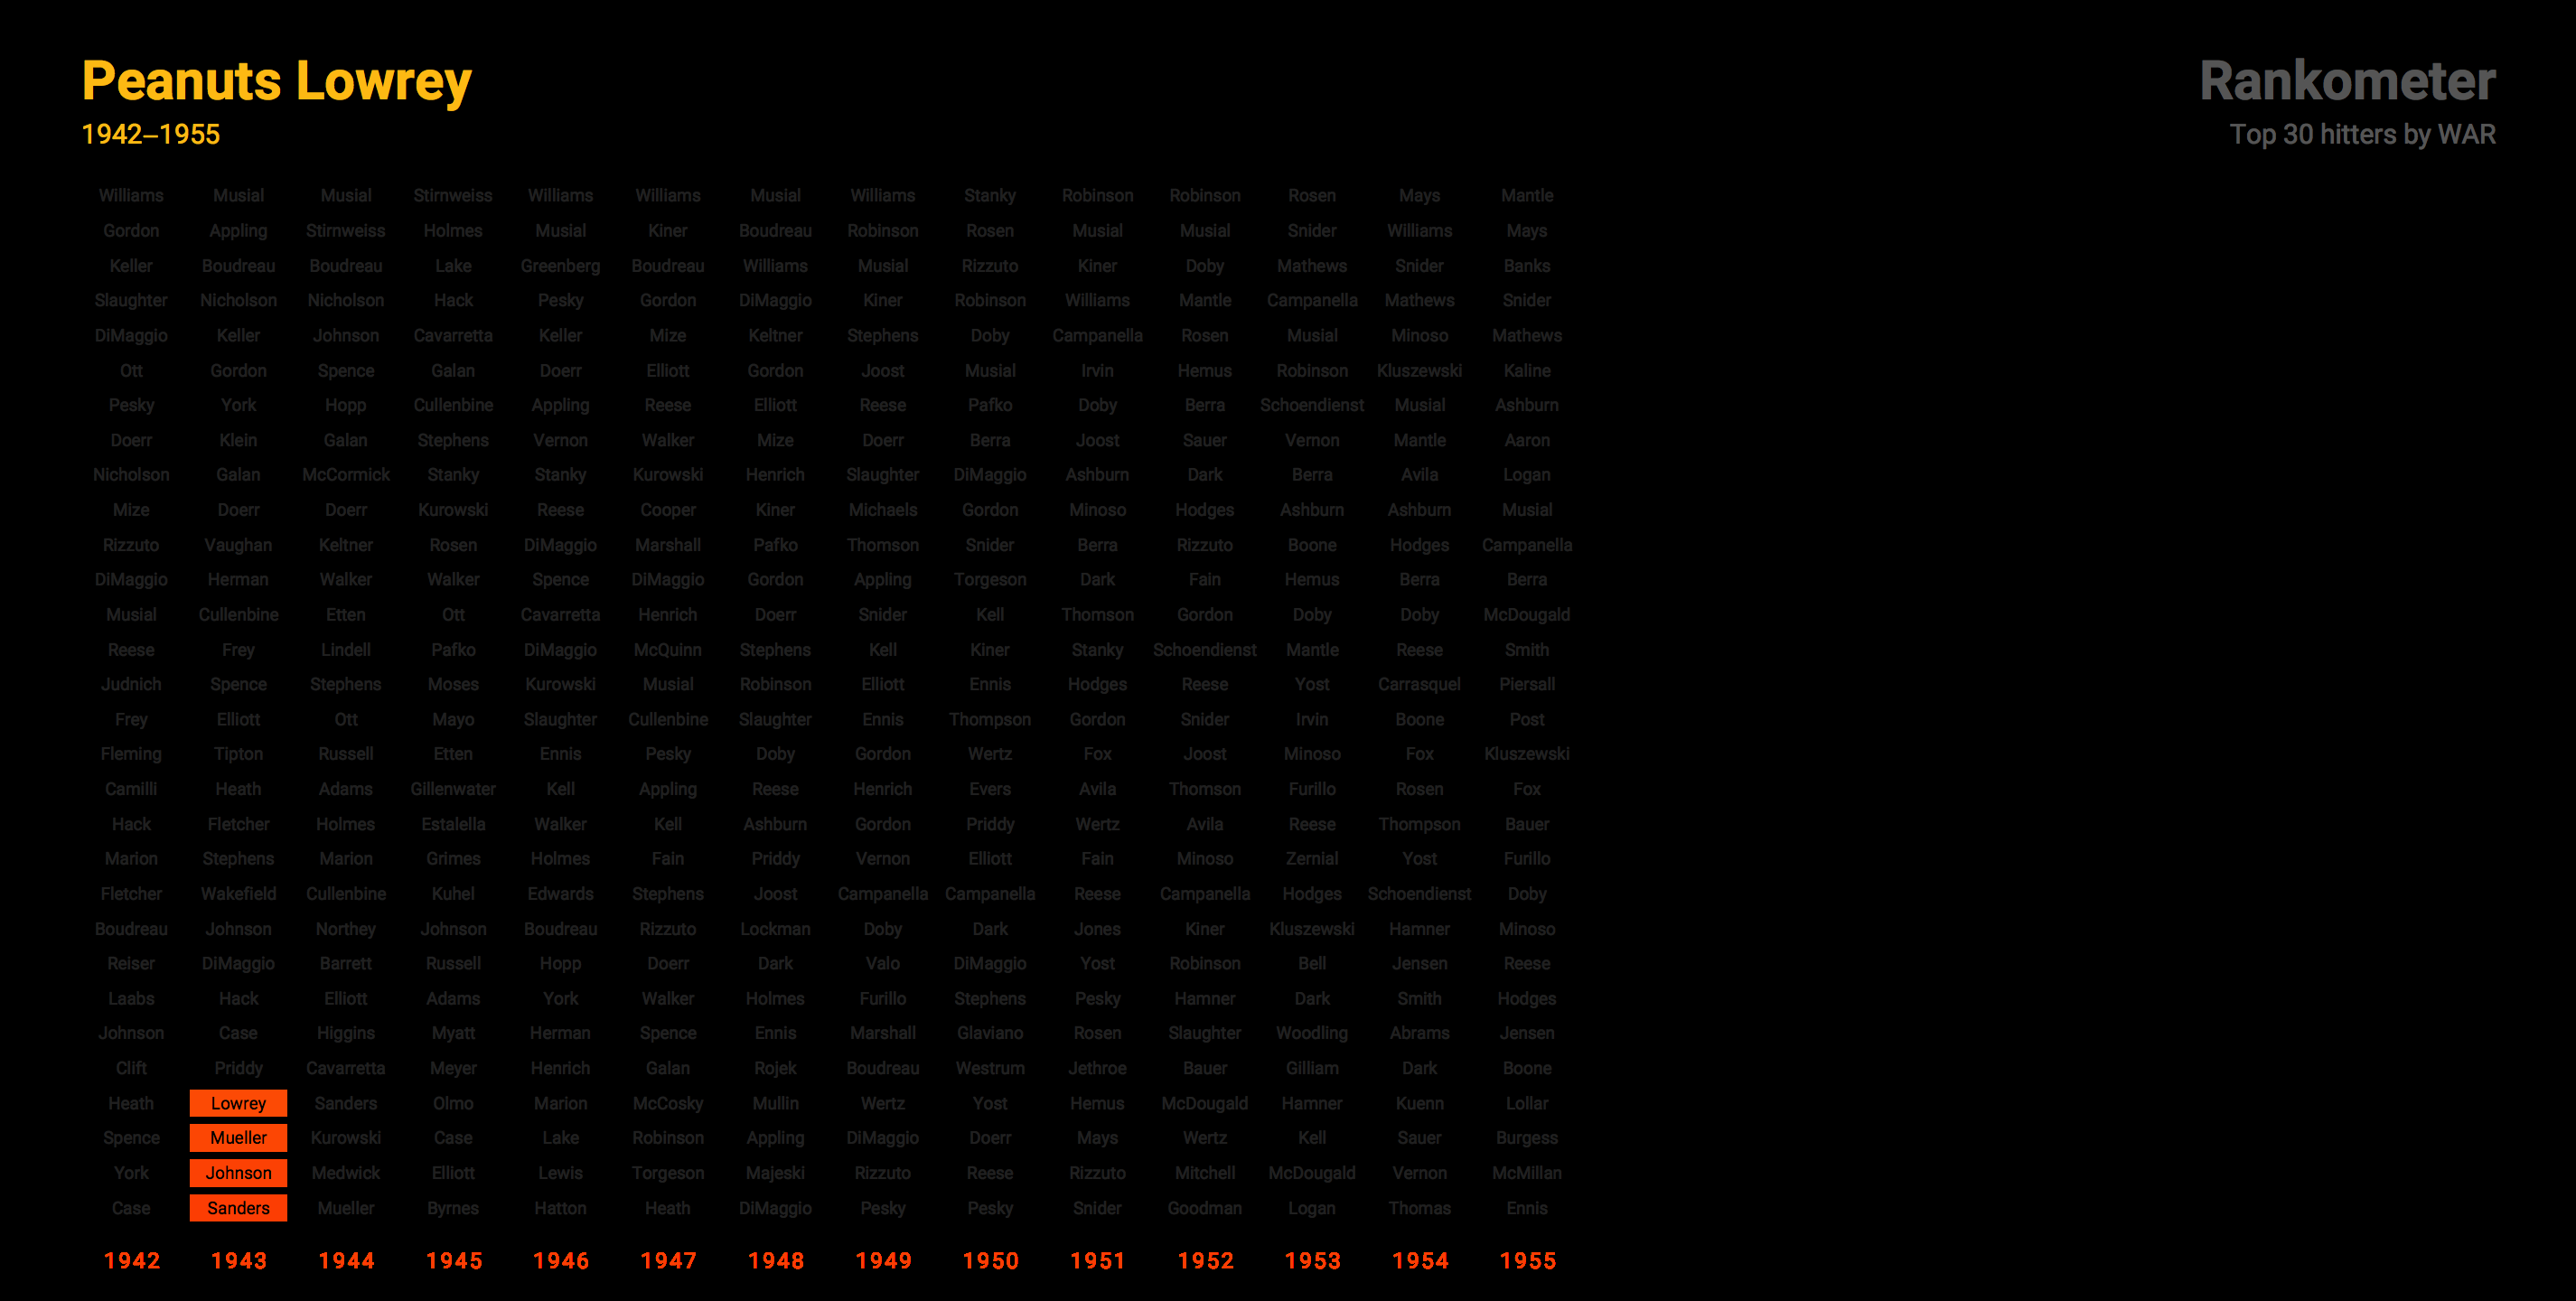 Peanuts Lowrey
1942–1955
Rankometer
Top 30 hitters by WAR
Williams Musial Musial Stirnweiss Williams Williams Musial Williams Stanky Robinson Robinson Rosen Mays Mantle
Gordon Appling Stirnweiss Holmes Musial Kiner Boudreau Robinson Rosen Musial Musial Snider Williams Mays
Keller Boudreau Boudreau Lake Greenberg Boudreau Williams Musial Rizzuto Kiner Doby Mathews Snider Banks
Slaughter Nicholson Nicholson Hack Pesky Gordon DiMaggio Kiner Robinson Williams Mantle Campanella Mathews Snider
DiMaggio Keller Johnson Cavarretta Keller Mize Keltner Stephens Doby Campanella Rosen Musial Minoso Mathews
Ott Gordon Spence Galan Doerr Elliott Gordon Joost Musial Irvin Hemus Robinson Kluszewski Kaline
Pesky York Hopp Cullenbine Appling Reese Elliott Reese Pafko Doby Berra Schoendienst Musial Ashburn
Doerr Klein Galan Stephens Vernon Walker Mize Doerr Berra Joost Sauer Vernon Mantle Aaron
Nicholson Galan McCormick Stanky Stanky Kurowski Henrich Slaughter DiMaggio Ashburn Dark Berra Avila Logan
Mize Doerr Doerr Kurowski Reese Cooper Kiner Michaels Gordon Minoso Hodges Ashburn Ashburn Musial
Rizzuto Vaughan Keltner Rosen DiMaggio Marshall Pafko Thomson Snider Berra Rizzuto Boone Hodges Campanella
DiMaggio Herman Walker Walker Spence DiMaggio Gordon Appling Torgeson Dark Fain Hemus Berra Berra
Musial Cullenbine Etten Ott Cavarretta Henrich Doerr Snider Kell Thomson Gordon Doby Doby McDougald
Reese Frey Lindell Pafko DiMaggio McQuinn Stephens Kell Kiner Stanky Schoendienst Mantle Reese Smith
Judnich Spence Stephens Moses Kurowski Musial Robinson Elliott Ennis Hodges Reese Yost Carrasquel Piersall
Frey Elliott Ott Mayo Slaughter Cullenbine Slaughter Ennis Thompson Gordon Snider Irvin Boone Post
Fleming Tipton Russell Etten Ennis Pesky Doby Gordon Wertz Fox Joost Minoso Fox Kluszewski
Camilli Heath Adams Gillenwater Kell Appling Reese Henrich Evers Avila Thomson Furillo Rosen Fox
Hack Fletcher Holmes Estalella Walker Kell Ashburn Gordon Priddy Wertz Avila Reese Thompson Bauer
Marion Stephens Marion Grimes Holmes Fain Priddy Vernon Elliott Fain Minoso Zernial Yost Furillo
Fletcher Wakefield Cullenbine Kuhel Edwards Stephens Joost Campanella Campanella Reese Campanella Hodges Schoendienst Doby
Boudreau Johnson Northey Johnson Boudreau Rizzuto Lockman Doby Dark Jones Kiner Kluszewski Hamner Minoso
Reiser DiMaggio Barrett Russell Hopp Doerr Dark Valo DiMaggio Yost Robinson Bell Jensen Reese
Laabs Hack Elliott Adams York Walker Holmes Furillo Stephens Pesky Hamner Dark Smith Hodges
Johnson Case Higgins Myatt Herman Spence Ennis Marshall Glaviano Rosen Slaughter Woodling Abrams Jensen
Clift Priddy Cavarretta Meyer Henrich Galan Rojek Boudreau Westrum Jethroe Bauer Gilliam Dark Boone
Heath Lowrey Sanders Olmo Marion McCosky Mullin Wertz Yost Hemus McDougald Hamner Kuenn Lollar
Spence Mueller Kurowski Case Lake Robinson Appling DiMaggio Doerr Mays Wertz Kell Sauer Burgess
York Johnson Medwick Elliott Lewis Torgeson Majeski Rizzuto Reese Rizzuto Mitchell McDougald Vernon McMillan
Case Sanders Mueller Byrnes Hatton Heath DiMaggio Pesky Pesky Snider Goodman Logan Thomas Ennis
1942 1943 1944 1945 1946 1947 1948 1949 1950 1951 1952 1953 1954 1955